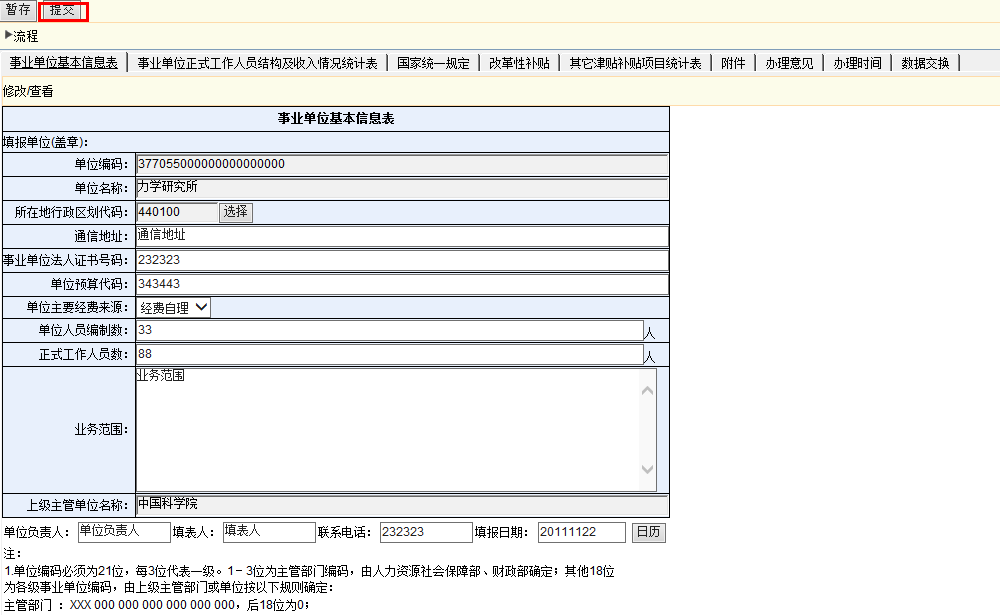 暂存 提交
▶流程
事业单位基本信息表 | 事业单位正式工作人员结构及收入情况统计表 | 国家统一规定 | 改革性补贴 | 其它津贴补贴项目统计表 | 附件 | 办理意见 | 办理时间 | 数据交换 |
修改/查看
事业单位基本信息表
填报单位(盖章):
单位编码: 377055000000000000000
单位名称: 力学研究所
所在地行政区划代码: 440100 选择
通信地址: 通信地址
事业单位法人证书号码: 232323
单位预算代码: 343443
单位主要经费来源: 经费自理
单位人员编制数: 33 人
正式工作人员数: 88 人
业务范围: 业务范围
上级主管单位名称: 中国科学院
单位负责人: 单位负责人 填表人: 填表人 联系电话: 232323 填报日期: 20111122 日历
注:
1.单位编码必须为21位，每3位代表一级。1－3位为主管部门编码，由人力资源社会保障部、财政部确定；其他18位
为各级事业单位编码，由上级主管部门或单位按以下规则确定:
主管部门 : XXX 000 000 000 000 000 000，后18位为0；